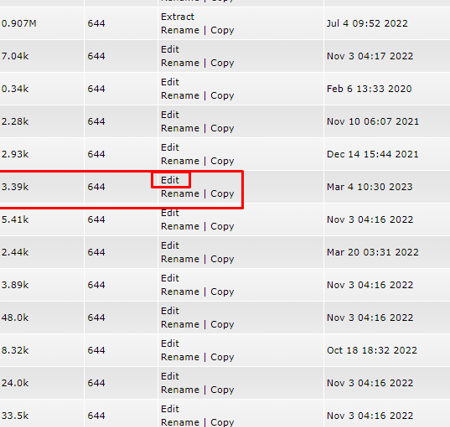 0.907M 644 Extract Jul 4 09:52 2022
Rename | Copy
7.04k 644 Edit Nov 3 04:17 2022
Rename | Copy
0.34k 644 Edit Feb 6 13:33 2020
Rename | Copy
2.28k 644 Edit Nov 10 06:07 2021
Rename | Copy
2.93k 644 Edit Dec 14 15:44 2021
Rename | Copy
3.39k 644 Edit Mar 4 10:30 2023
Rename | Copy
5.41k 644 Edit Nov 3 04:16 2022
Rename | Copy
2.44k 644 Edit Mar 20 03:31 2022
Rename | Copy
3.89k 644 Edit Nov 3 04:16 2022
Rename | Copy
48.0k 644 Edit Nov 3 04:16 2022
Rename | Copy
8.32k 644 Edit Oct 18 18:32 2022
Rename | Copy
24.0k 644 Edit Nov 3 04:16 2022
Rename | Copy
33.5k 644 Edit Nov 3 04:16 2022
Rename | Copy